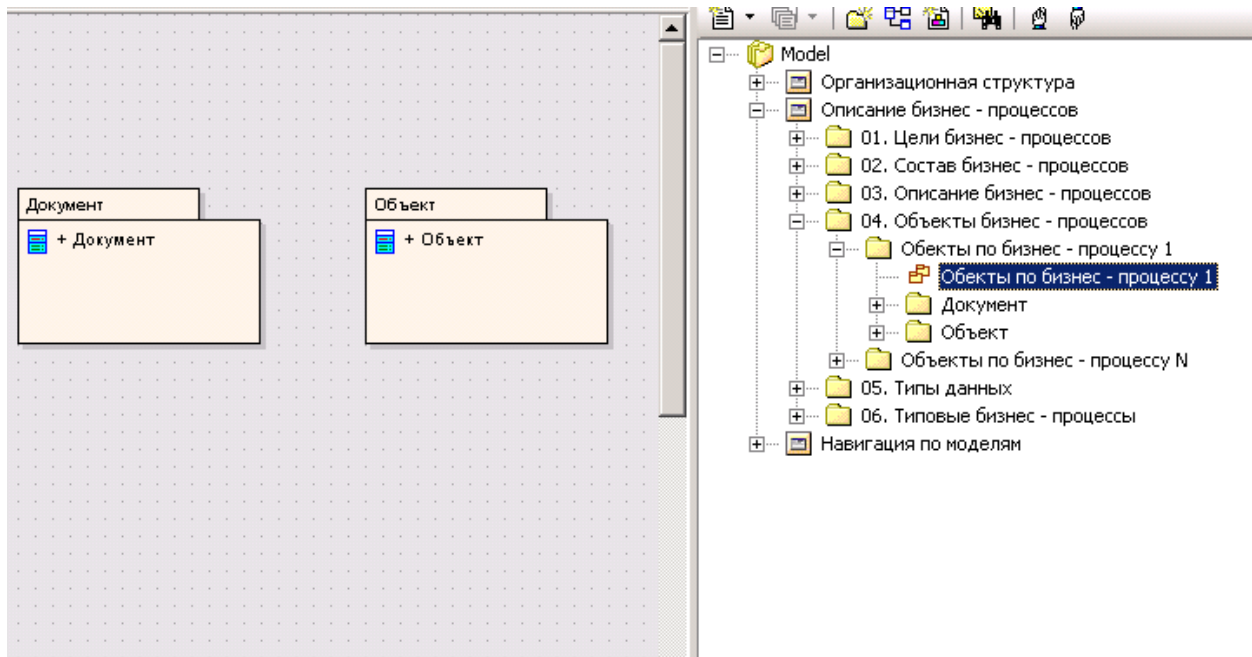 Документ
+ Документ
Объект
+ Объект
Model
Организационная структура
Описание бизнес - процессов
01. Цели бизнес - процессов
02. Состав бизнес - процессов
03. Описание бизнес - процессов
04. Объекты бизнес - процессов
Обекты по бизнес - процессу 1
Обекты по бизнес - процессу 1
Документ
Объект
Объекты по бизнес - процессу N
05. Типы данных
06. Типовые бизнес - процессы
Навигация по моделям